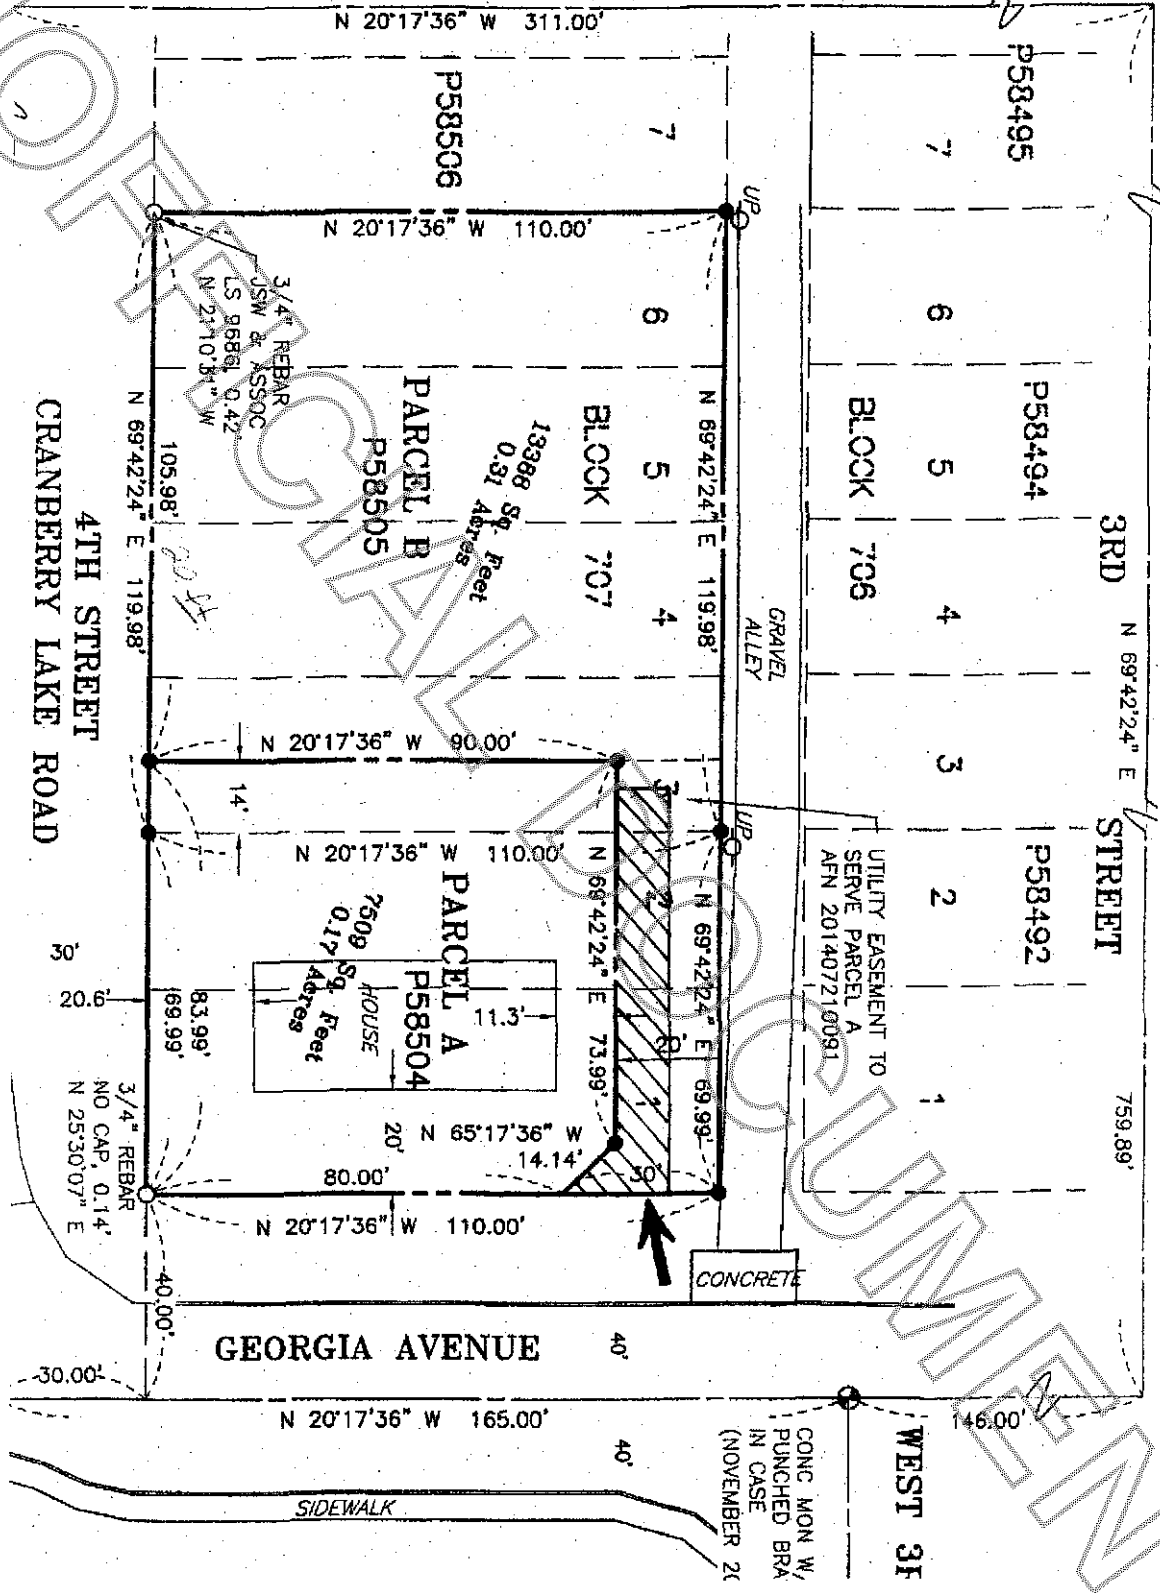 N 20°17'36" W 311.00'
P58495
7
P58506
7
UP
N 20°17'36" W 110.00'
6
6
3/4" REBAR
JSW & ASSOC
N 69°42'24" E 119.98'
105.98'
20 ft
N 69°42'24" E 119.98'
PARCEL B
P58505
13388 Sq. Feet
0.31 Acres
BLOCK 707
5
4
BLOCK 706
5
4
P58494
3RD STREET
N 69°42'24" E 759.89'
GRAVEL
ALLEY
4TH STREET
CRANBERRY LAKE ROAD
N 20°17'36" W 90.00'
14'
3
3
UP
N 20°17'36" W 110.00'
PARCEL A
P58504
7509 Sq. Feet
0.17 Acres
HOUSE
11.3'
N 69°42'24" E 73.99'
N 69°42'24" E 69.99'
2
2
P58492
UTILITY EASEMENT TO
SERVE PARCEL A
AFN 201407210091
20'
1
1
30'
20.6'
83.99'
69.99'
3/4" REBAR
NO CAP, 0.14'
N 25°30'07" E
N 65°17'36" W
14.14'
20'
30'
80.00'
N 20°17'36" W 110.00'
CONCRETE
40.00'
GEORGIA AVENUE
40'
30.00'
N 20°17'36" W 165.00'
146.00'
40'
SIDEWALK
CONC MON W/
PUNCHED BRA
IN CASE
(NOVEMBER 20
WEST 3R
OFFICIAL DOCUMEN